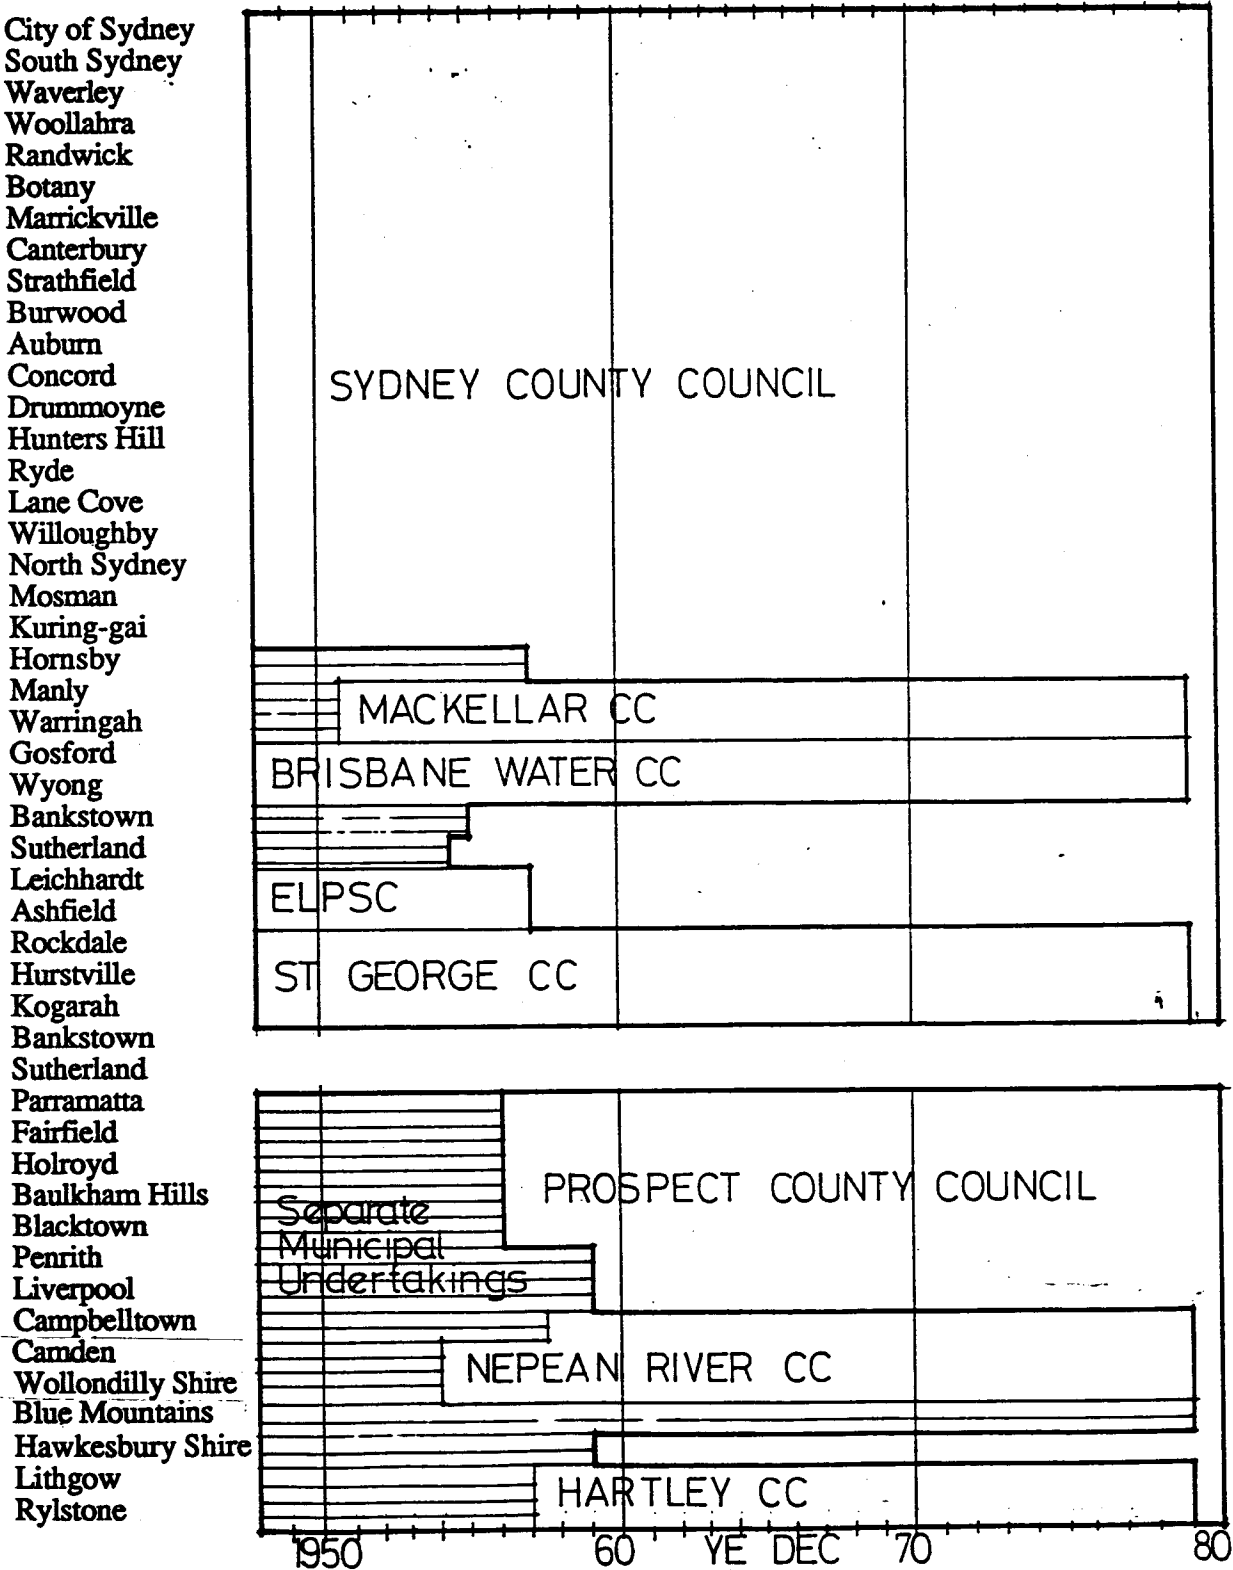 City of Sydney
South Sydney
Waverley
Woollahra
Randwick
Botany
Marrickville
Canterbury
Strathfield
Burwood
Auburn
Concord
SYDNEY COUNTY COUNCIL
Drummoyne
Hunters Hill
Ryde
Lane Cove
Willoughby
North Sydney
Mosman
Kuring-gai
Hornsby
Manly
MACKELLAR CC
Warringah
Gosford
BRISBANE WATER CC
Wyong
Bankstown
Sutherland
Leichhardt
ELPSC
Ashfield
Rockdale
Hurstville
ST GEORGE CC
Kogarah
Bankstown
Sutherland
Parramatta
Fairfield
Holroyd
PROSPECT COUNTY COUNCIL
Baulkham Hills
Separate
Blacktown
Municipal
Penrith
Undertakings
Liverpool
Campbelltown
Camden
NEPEAN RIVER CC
Wollondilly Shire
Blue Mountains
Hawkesbury Shire
Lithgow
HARTLEY CC
Rylstone
1950 60 YE DEC 70 80